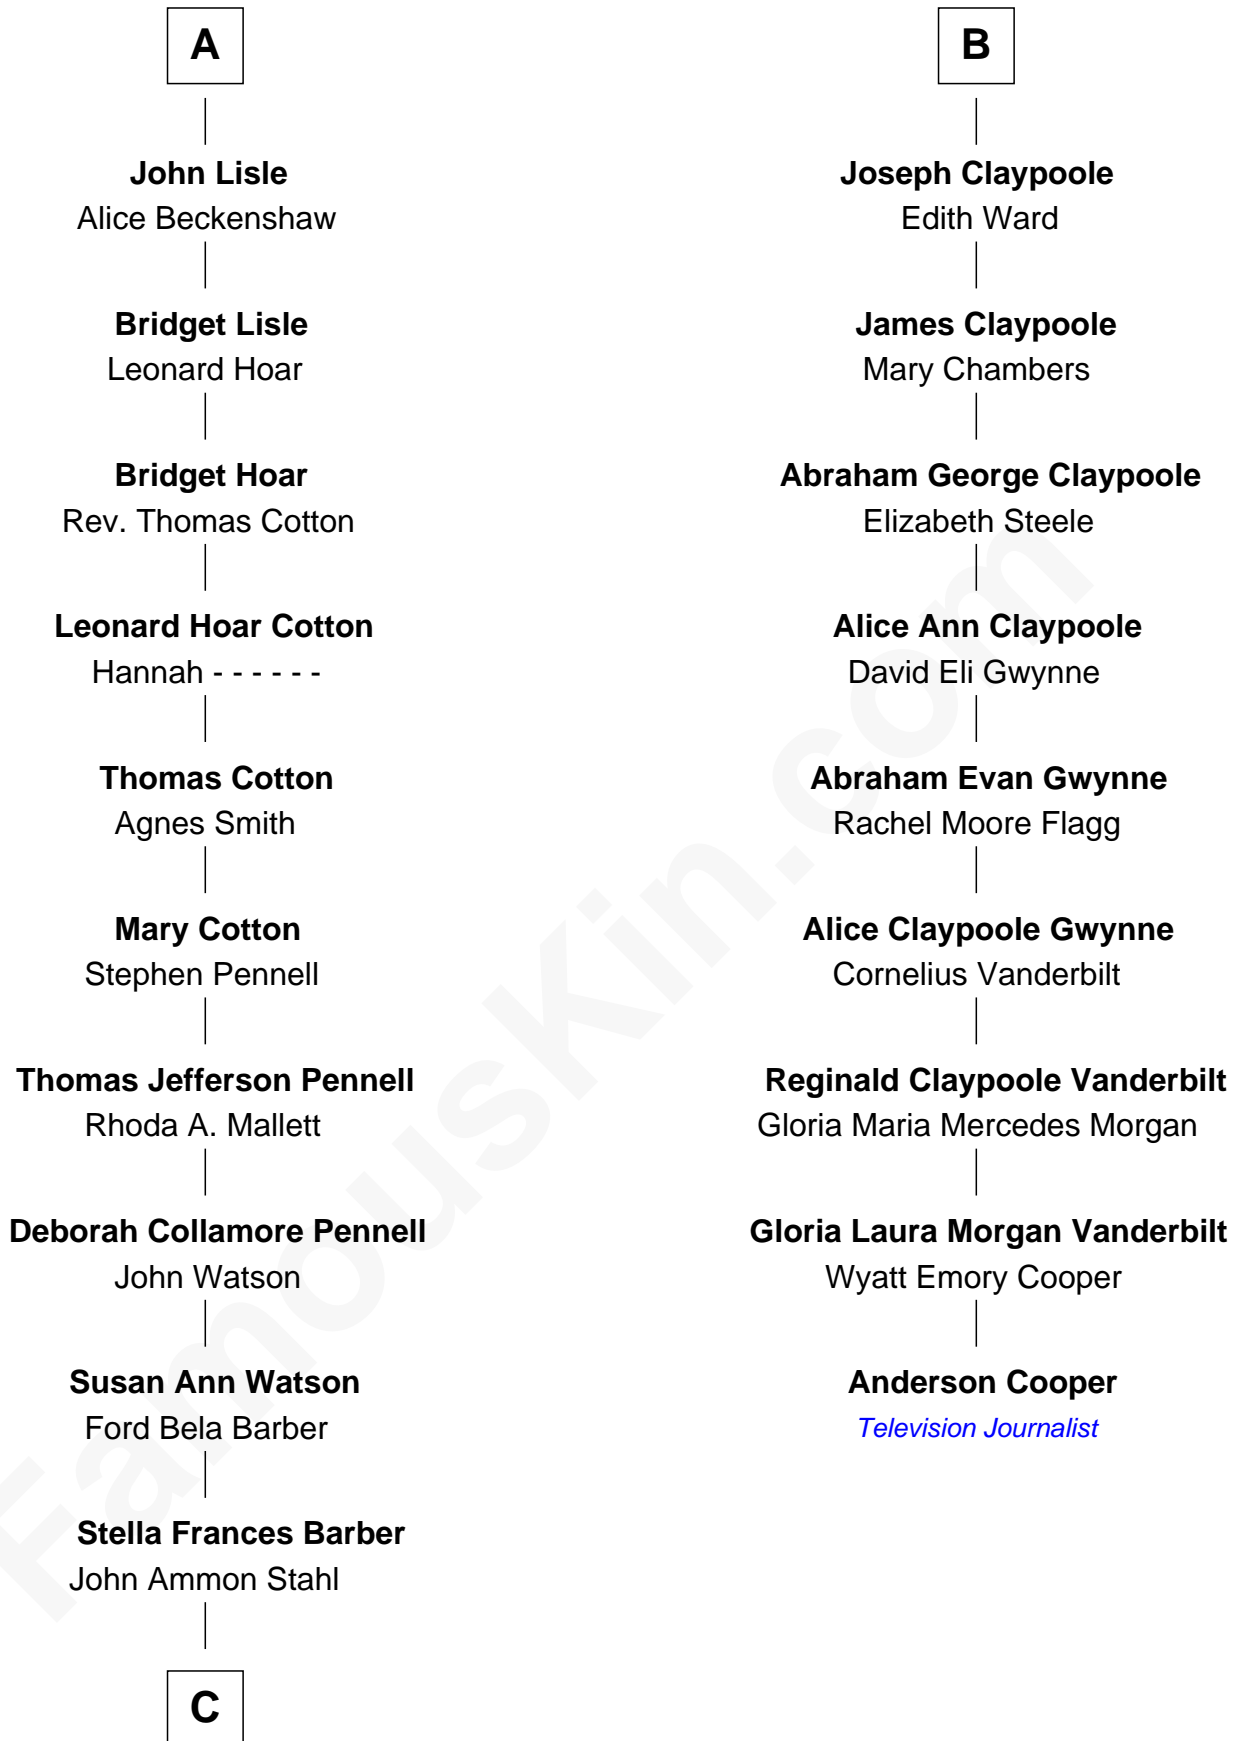 A
John Lisle
Alice Beckenshaw
Bridget Lisle
Leonard Hoar
Bridget Hoar
Rev. Thomas Cotton
Leonard Hoar Cotton
Hannah - - - - - -
Thomas Cotton
Agnes Smith
Mary Cotton
Stephen Pennell
Thomas Jefferson Pennell
Rhoda A. Mallett
Deborah Collamore Pennell
John Watson
Susan Ann Watson
Ford Bela Barber
Stella Frances Barber
John Ammon Stahl
C
B
Joseph Claypoole
Edith Ward
James Claypoole
Mary Chambers
Abraham George Claypoole
Elizabeth Steele
Alice Ann Claypoole
David Eli Gwynne
Abraham Evan Gwynne
Rachel Moore Flagg
Alice Claypoole Gwynne
Cornelius Vanderbilt
Reginald Claypoole Vanderbilt
Gloria Maria Mercedes Morgan
Gloria Laura Morgan Vanderbilt
Wyatt Emory Cooper
Anderson Cooper
Television Journalist
FamousKin.com